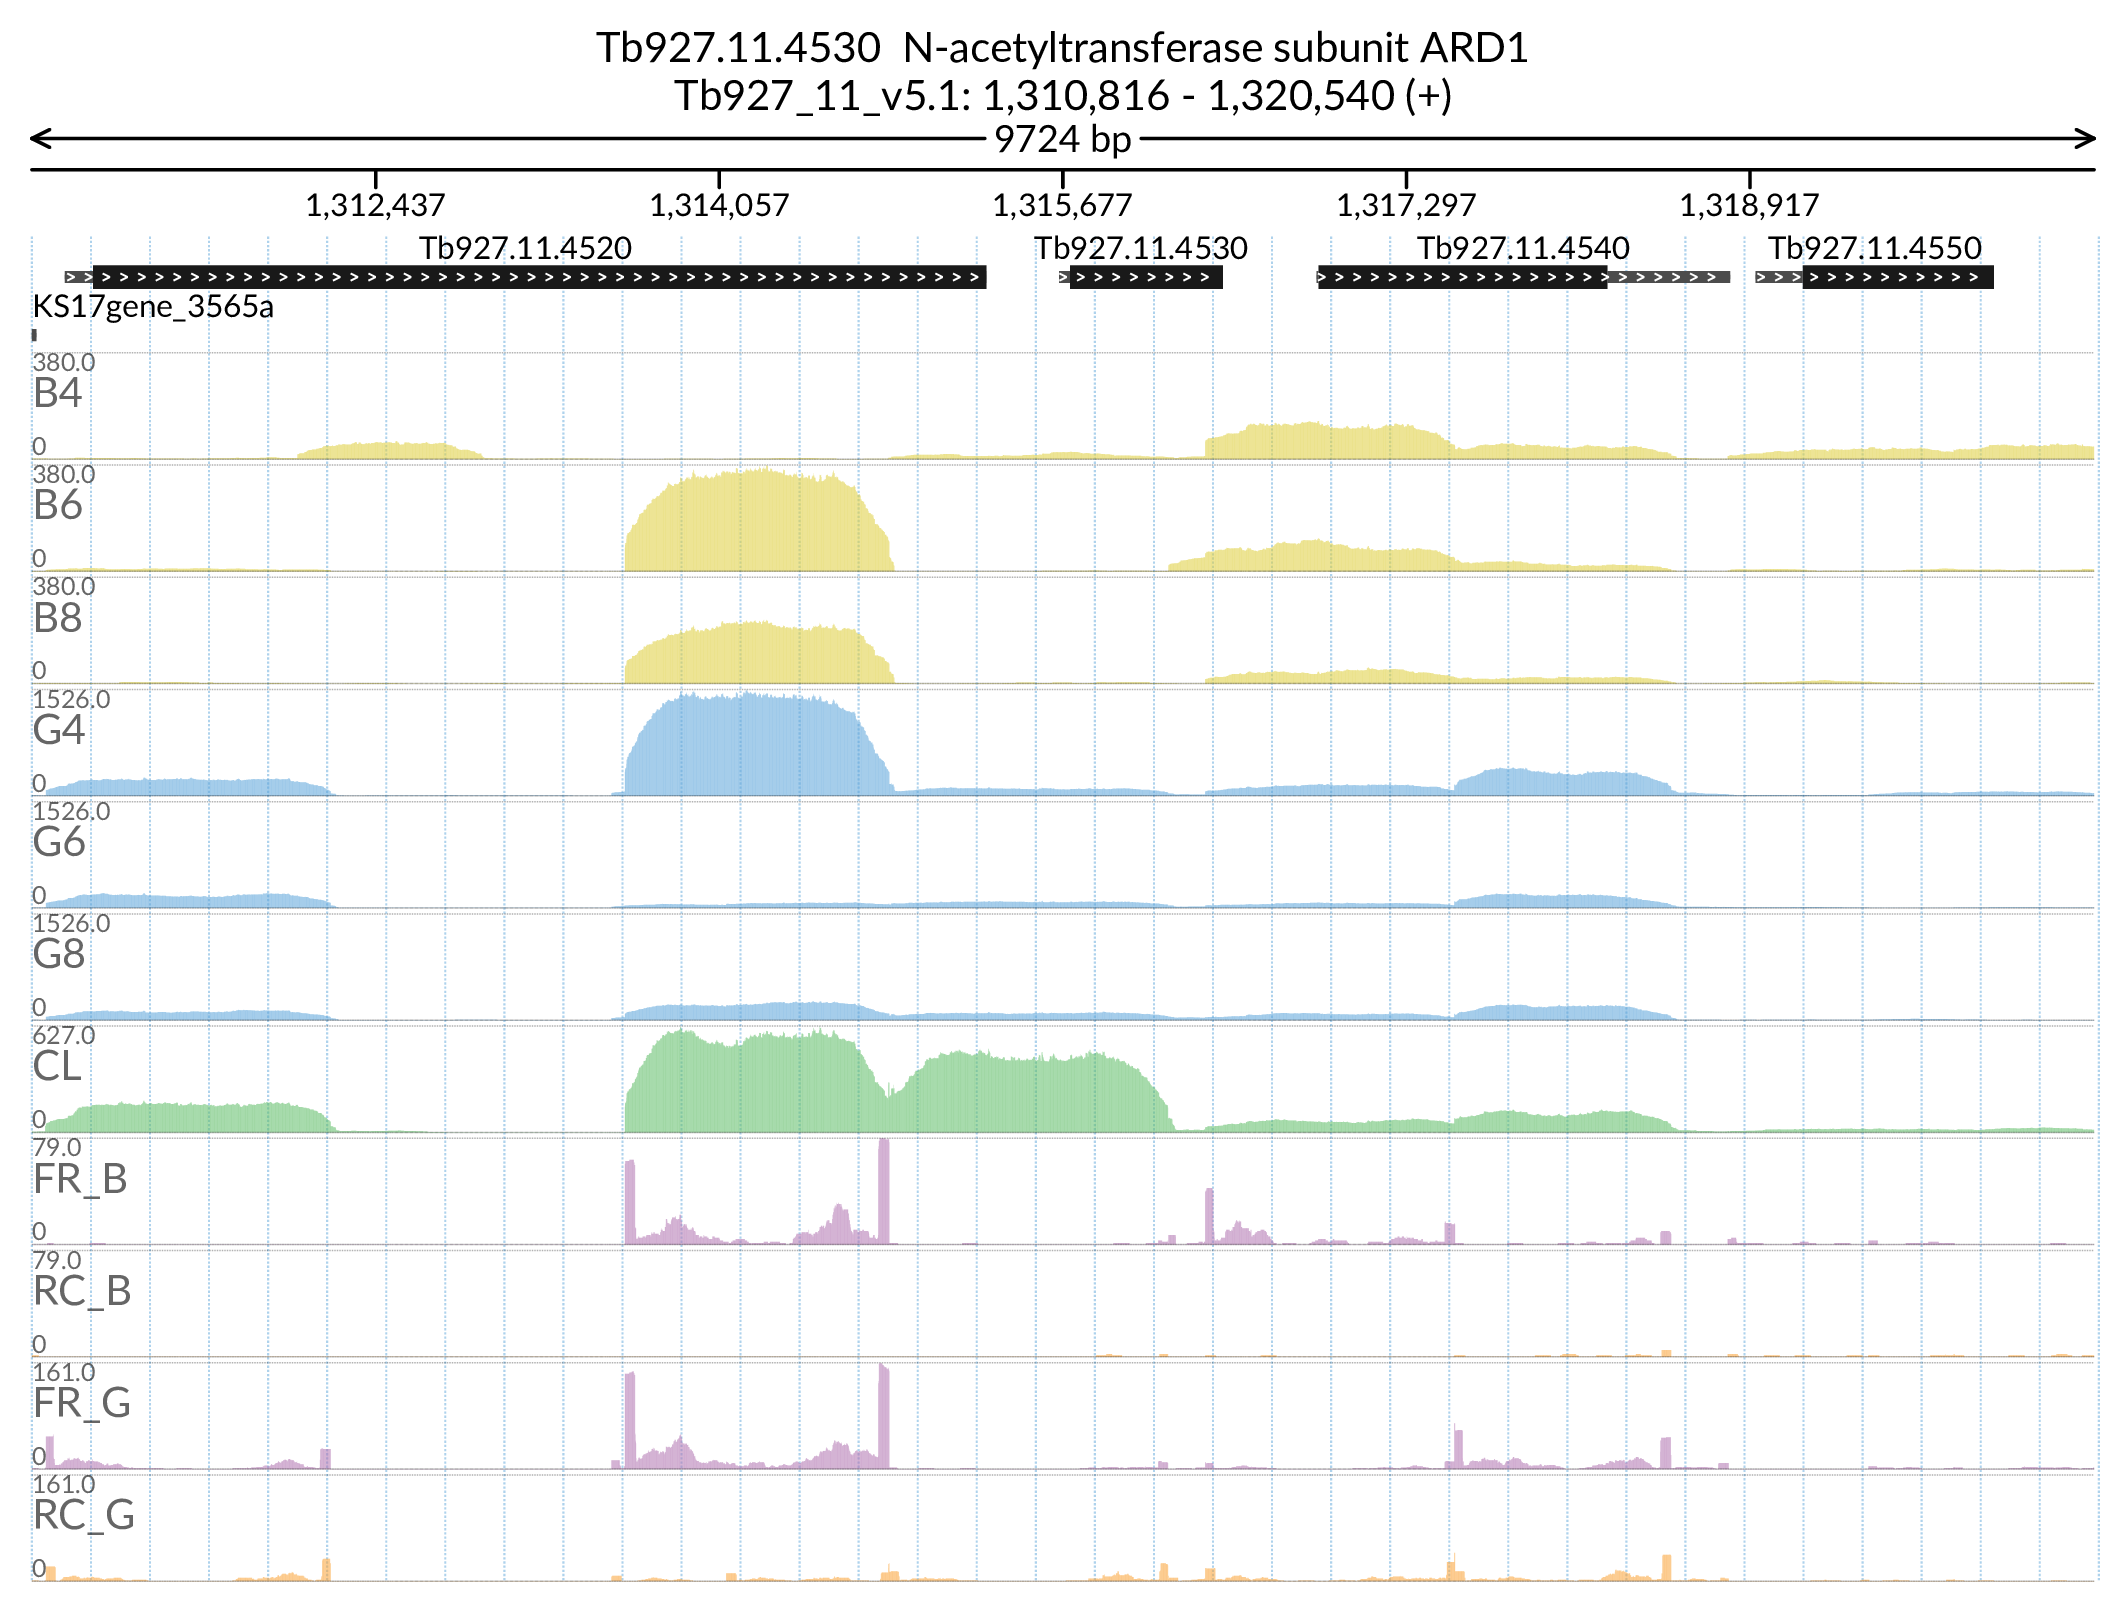 Tb927.11.4530  N-acetyltransferase subunit ARD1
Tb927_11_v5.1: 1,310,816 - 1,320,540 (+)
9724 bp
1,312,437 1,314,057 1,315,677 1,317,297 1,318,917
Tb927.11.4520 Tb927.11.4530 Tb927.11.4540 Tb927.11.4550
KS17gene_3565a
380.0
B4
0
380.0
B6
0
380.0
B8
0
1526.0
G4
0
1526.0
G6
0
1526.0
G8
0
627.0
CL
0
79.0
FR_B
0
79.0
RC_B
0
161.0
FR_G
0
161.0
RC_G
0